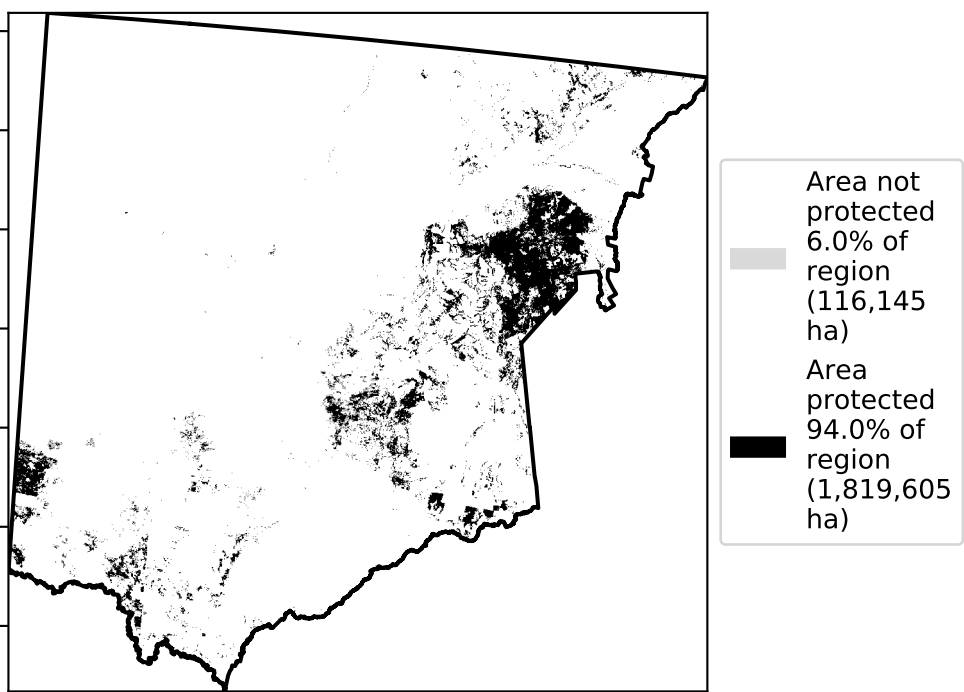 Area not
protected
6.0% of
region
(116,145
ha)
Area
protected
94.0% of
region
(1,819,605
ha)